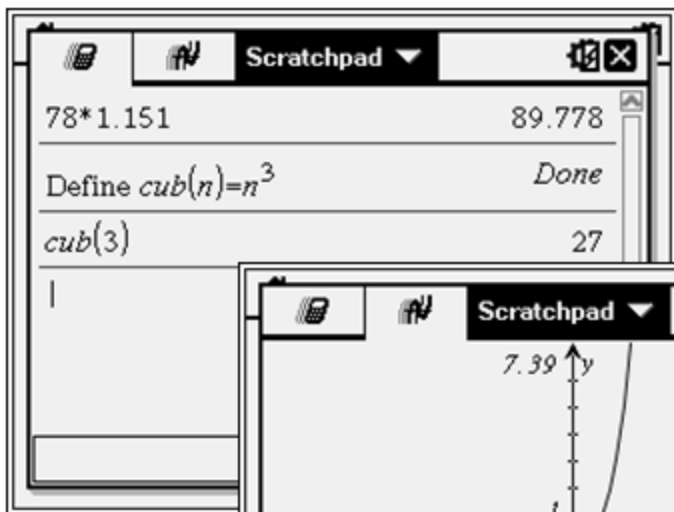 Scratchpad
78*1.151 89.778
Define cub(n)=n³ Done
cub(3) 27
Scratchpad
7.39 y
1